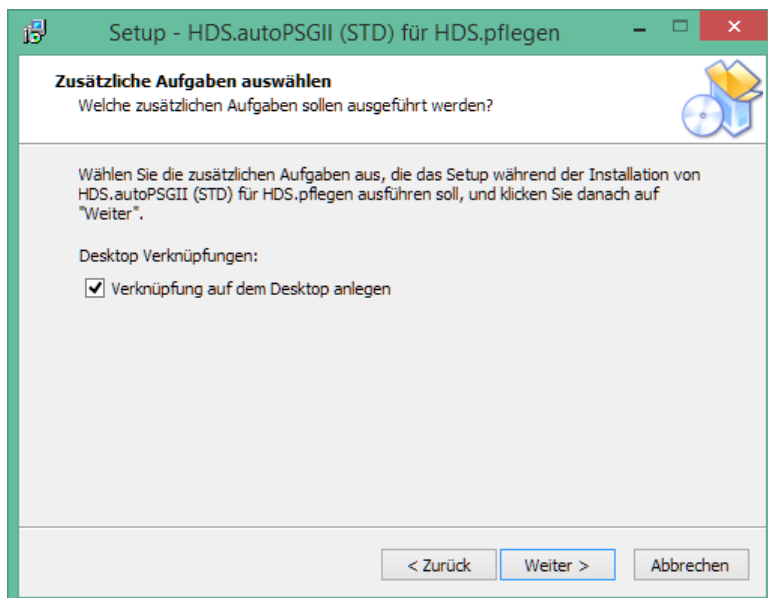 Setup - HDS.autoPSGII (STD) für HDS.pflegen
Zusätzliche Aufgaben auswählen
Welche zusätzlichen Aufgaben sollen ausgeführt werden?
Wählen Sie die zusätzlichen Aufgaben aus, die das Setup während der Installation von
HDS.autoPSGII (STD) für HDS.pflegen ausführen soll, und klicken Sie danach auf
"Weiter".
Desktop Verknüpfungen:
Verknüpfung auf dem Desktop anlegen
< Zurück
Weiter >
Abbrechen